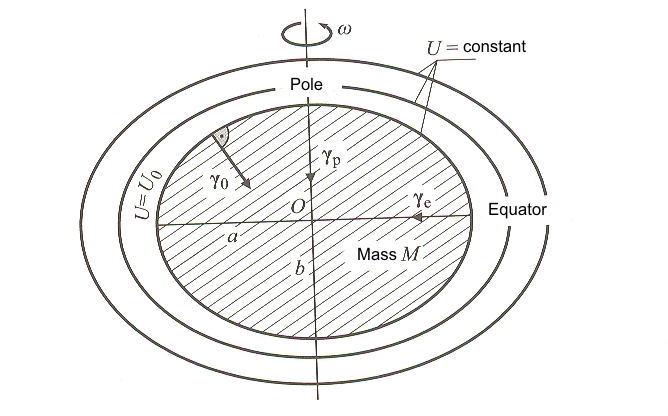 ω
U = constant
Pole
γp
γ0
U=U0
O
γe
Equator
a
Mass M
b